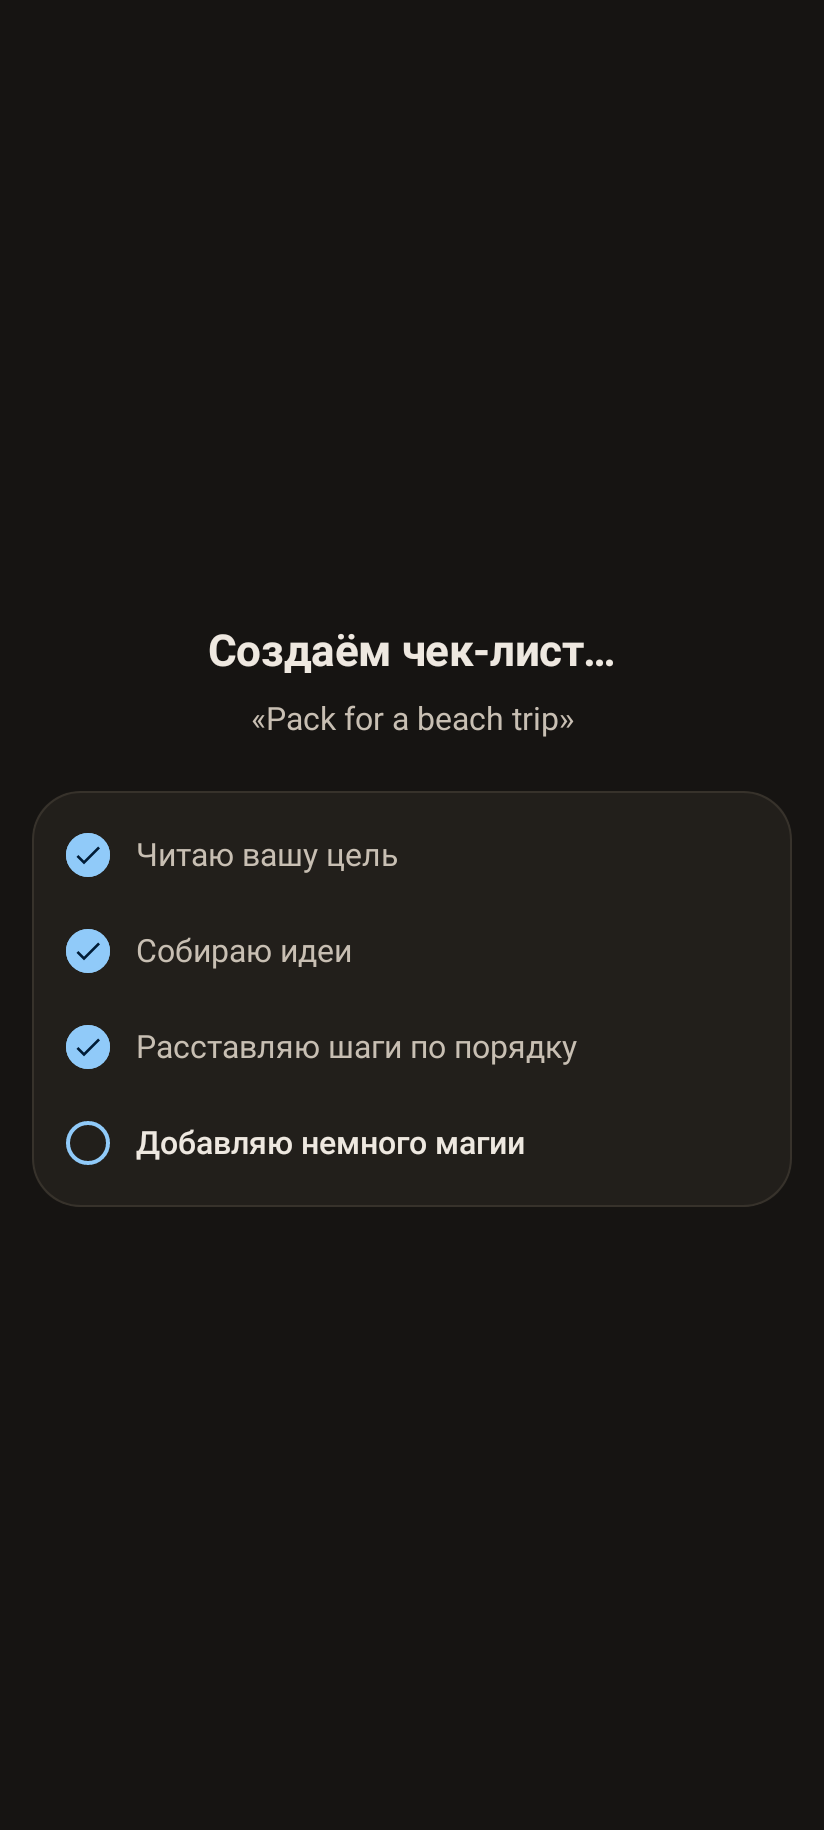 Создаём чек-лист…
«Pack for a beach trip»
Читаю вашу цель
Собираю идеи
Расставляю шаги по порядку
Добавляю немного магии